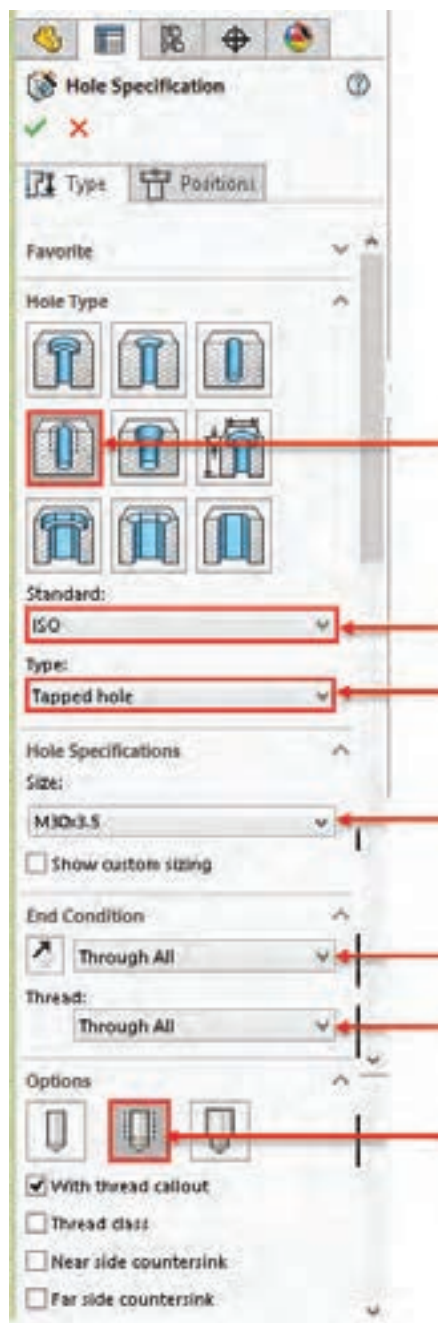 Hole Specification
Type
Positions
Favorite
Hole Type
Standard:
ISO
Type:
Tapped hole
Hole Specifications
Size:
M30x3.5
Show custom sizing
End Condition
Through All
Thread:
Through All
Options
With thread callout
Thread class
Near side countersink
Far side countersink